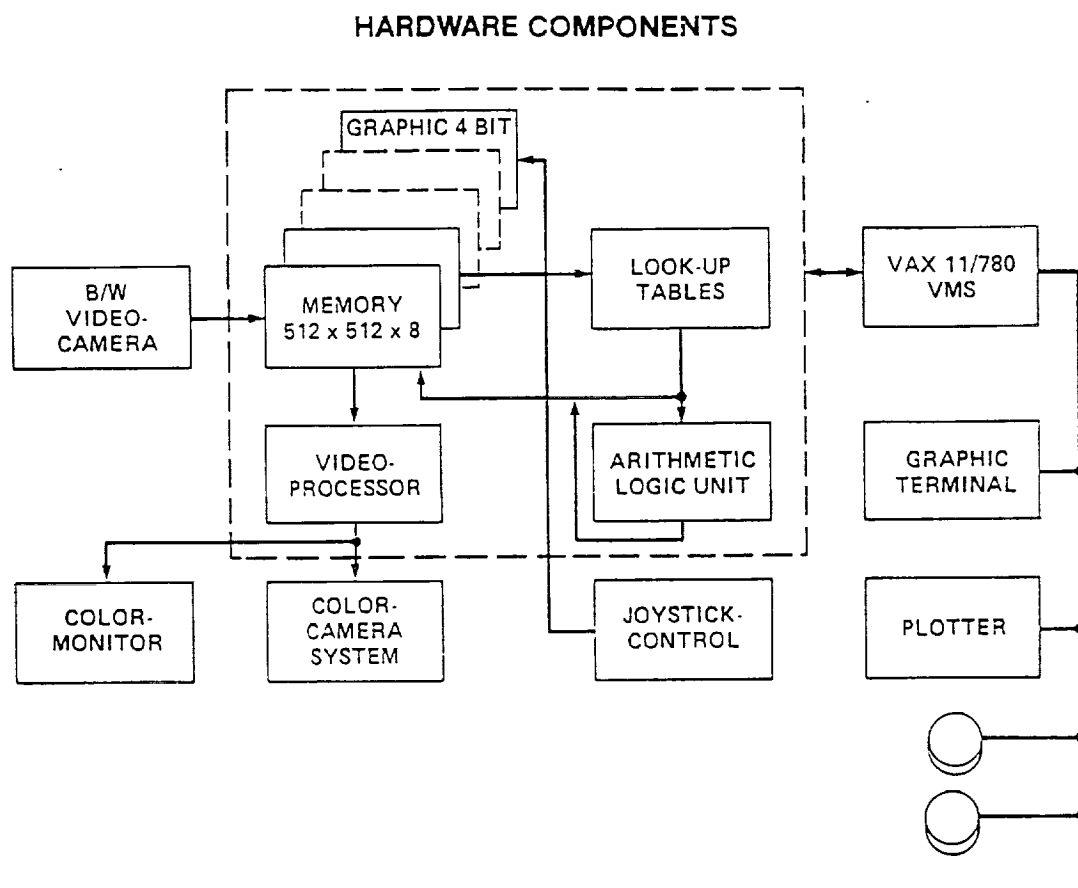 HARDWARE COMPONENTS
GRAPHIC 4 BIT
B/W
VIDEO-
CAMERA
MEMORY
512 x 512 x 8
LOOK-UP
TABLES
VAX 11/780
VMS
VIDEO-
PROCESSOR
ARITHMETIC
LOGIC UNIT
GRAPHIC
TERMINAL
COLOR-
MONITOR
COLOR-
CAMERA
SYSTEM
JOYSTICK-
CONTROL
PLOTTER